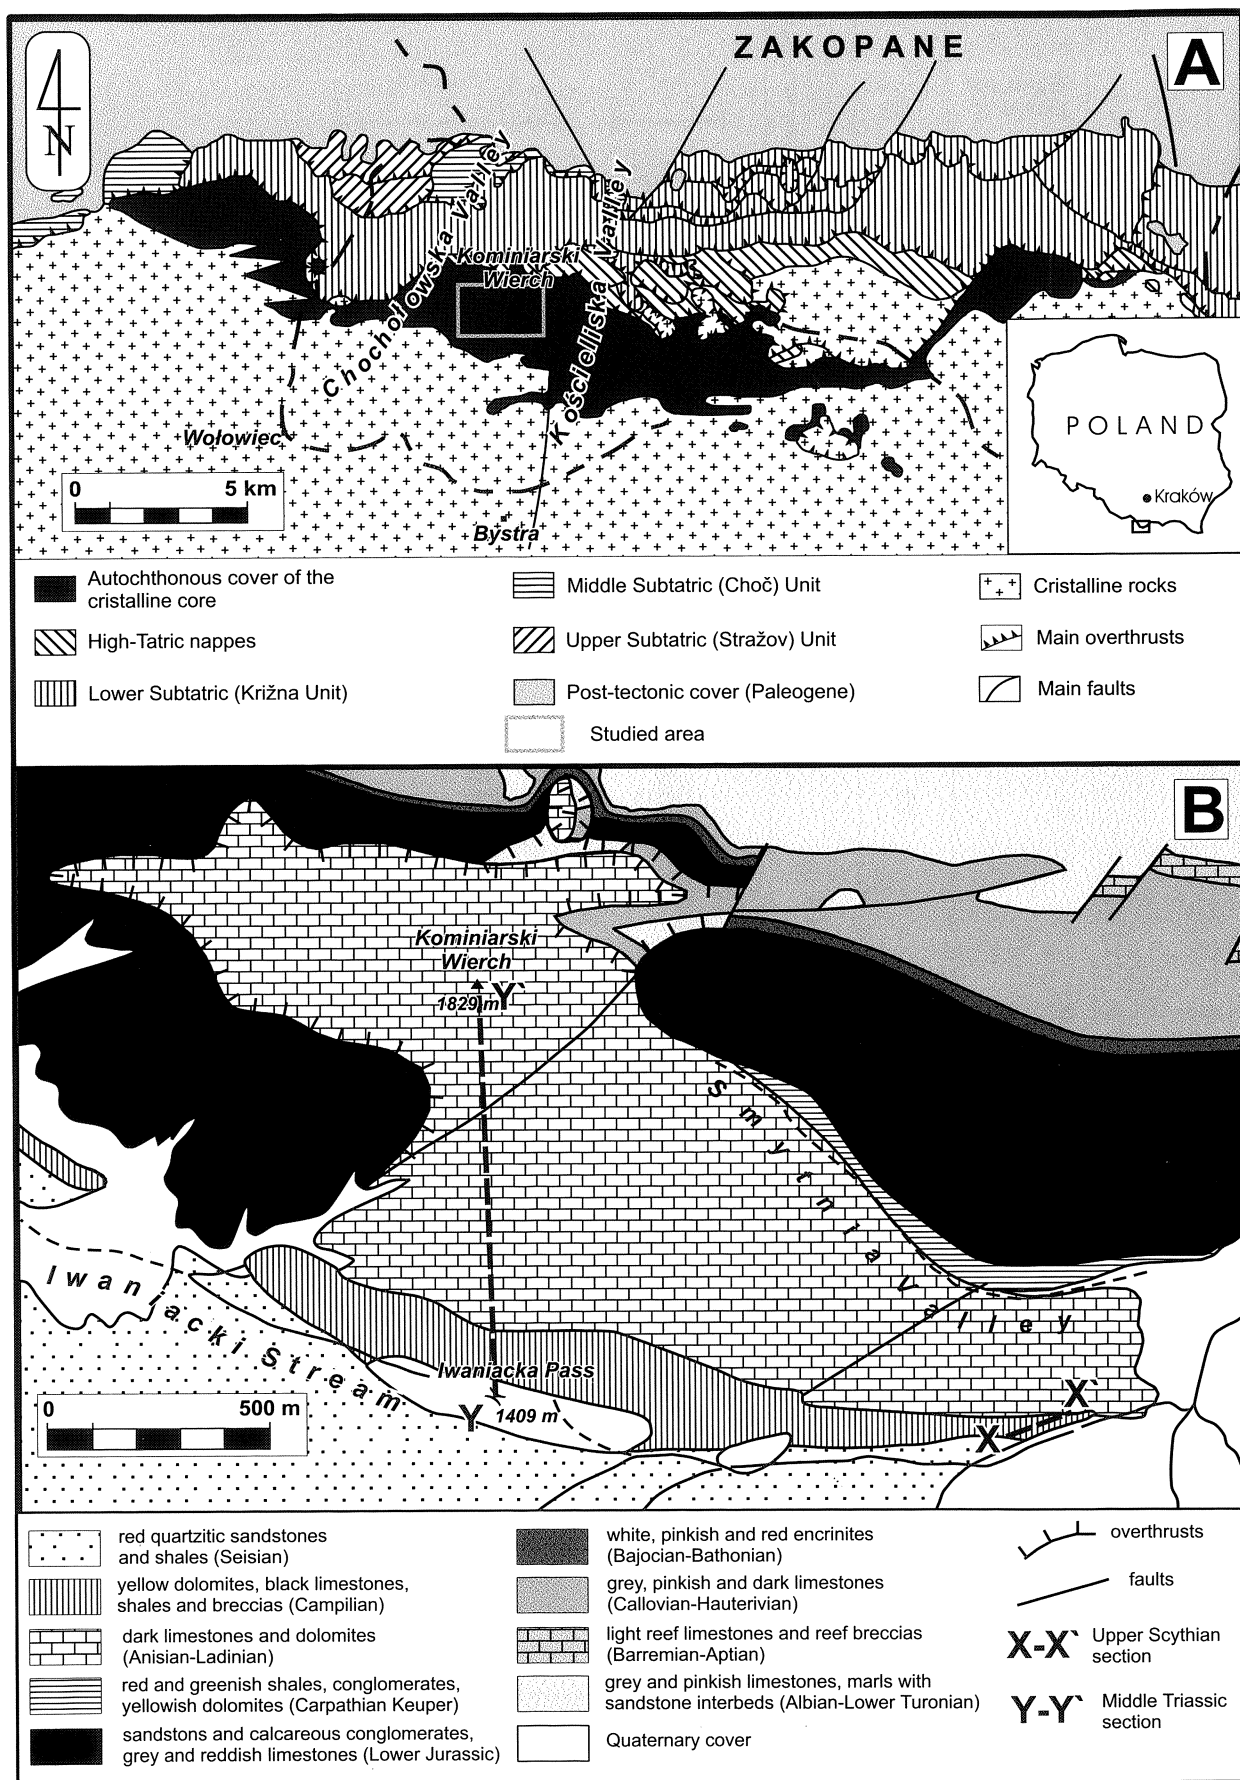 ZAKOPANE
A
N
Chochołowska Valley
Kościeliska Valley
Kominiarski
Wierch
Wołowiec
Bystra
0 5 km
POLAND
Kraków
Autochthonous cover of the
cristalline core
High-Tatric nappes
Lower Subtatric (Križna Unit)
Middle Subtatric (Choč) Unit
Upper Subtatric (Stražov) Unit
Post-tectonic cover (Paleogene)
Studied area
Cristalline rocks
Main overthrusts
Main faults
B
Kominiarski
Wierch
1829 m Y`
Smyrnia Valley
Iwaniacki Stream
Iwaniacka Pass
Y 1409 m
X`
X
0 500 m
red quartzitic sandstones
and shales (Seisian)
yellow dolomites, black limestones,
shales and breccias (Campilian)
dark limestones and dolomites
(Anisian-Ladinian)
red and greenish shales, conglomerates,
yellowish dolomites (Carpathian Keuper)
sandstons and calcareous conglomerates,
grey and reddish limestones (Lower Jurassic)
white, pinkish and red encrinites
(Bajocian-Bathonian)
grey, pinkish and dark limestones
(Callovian-Hauterivian)
light reef limestones and reef breccias
(Barremian-Aptian)
grey and pinkish limestones, marls with
sandstone interbeds (Albian-Lower Turonian)
Quaternary cover
overthrusts
faults
X-X` Upper Scythian
section
Y-Y` Middle Triassic
section